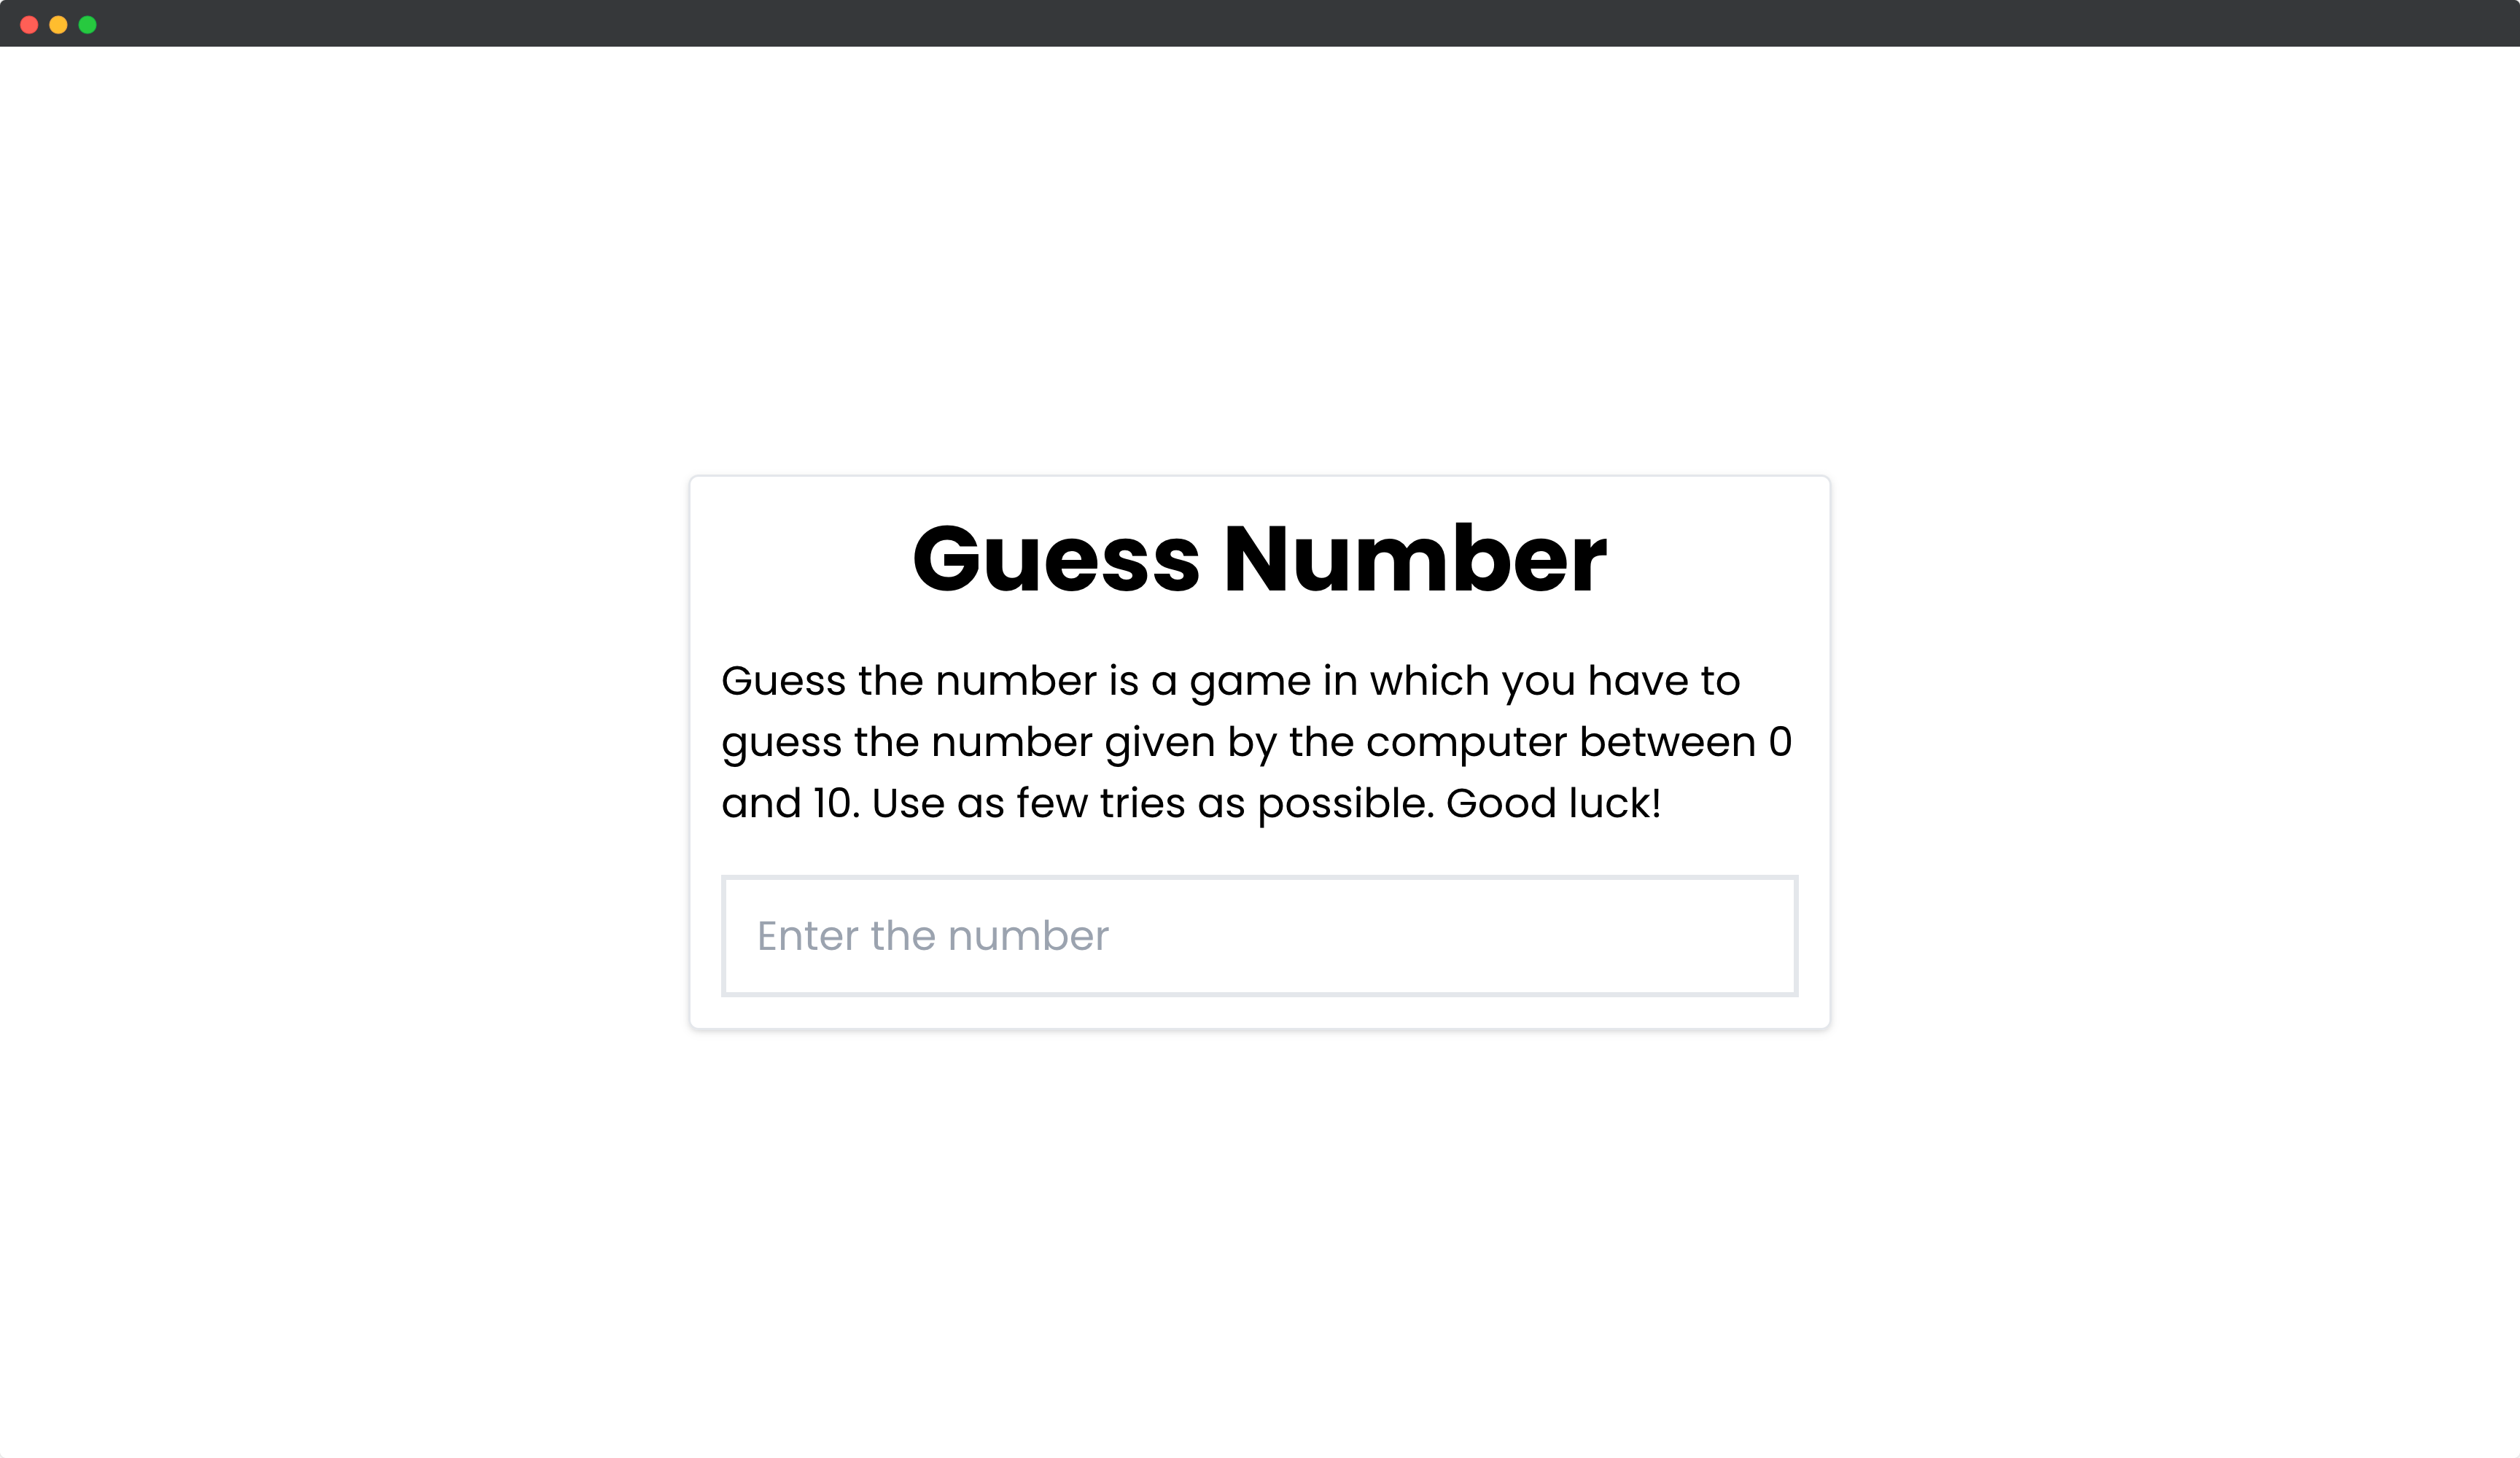 Guess Number
Guess the number is a game in which you have to
guess the number given by the computer between 0
and 10. Use as few tries as possible. Good luck!
Enter the number